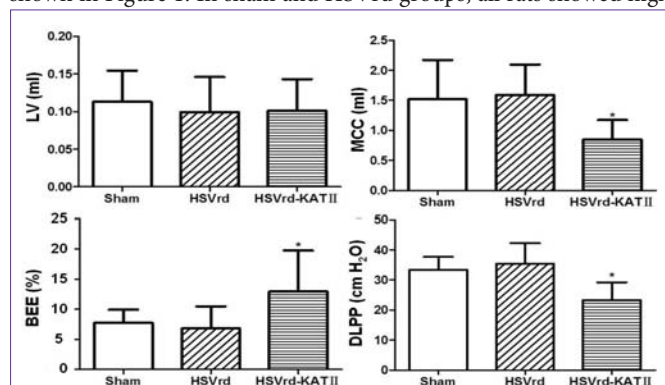 shown in Figure 1. In sham and HSVrd groups, all rats showed hig
LV (ml)
0.20
0.15
0.10
0.05
0.00
Sham HSVrd HSVrd-KATⅡ
MCC (ml)
2.5
2.0
1.5
1.0
0.5
0.0
*
Sham HSVrd HSVrd-KATⅡ
BEE (%)
25
20
15
10
5
0
*
Sham HSVrd HSVrd-KATⅡ
DLPP (cm H₂O)
50
40
30
20
10
0
*
Sham HSVrd HSVrd-KATⅡ